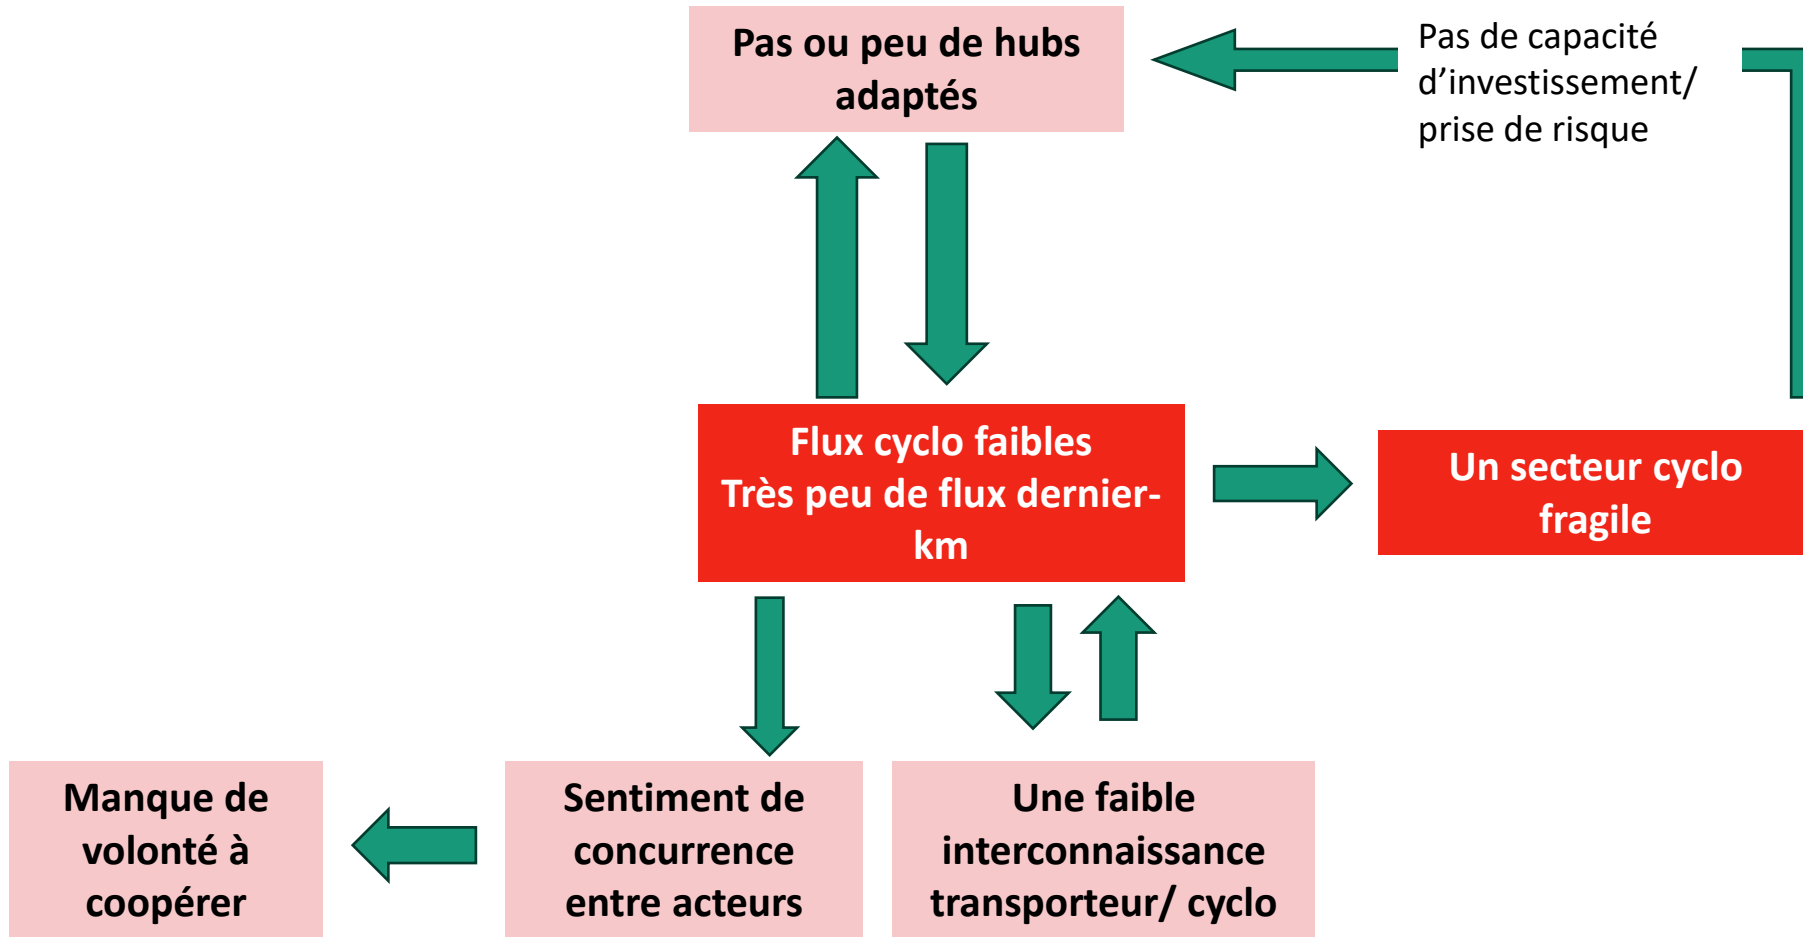 Pas ou peu de hubs
adaptés
Pas de capacité
d’investissement/
prise de risque
Flux cyclo faibles
Très peu de flux dernier-
km
Un secteur cyclo
fragile
Manque de
volonté à
coopérer
Sentiment de
concurrence
entre acteurs
Une faible
interconnaissance
transporteur/ cyclo